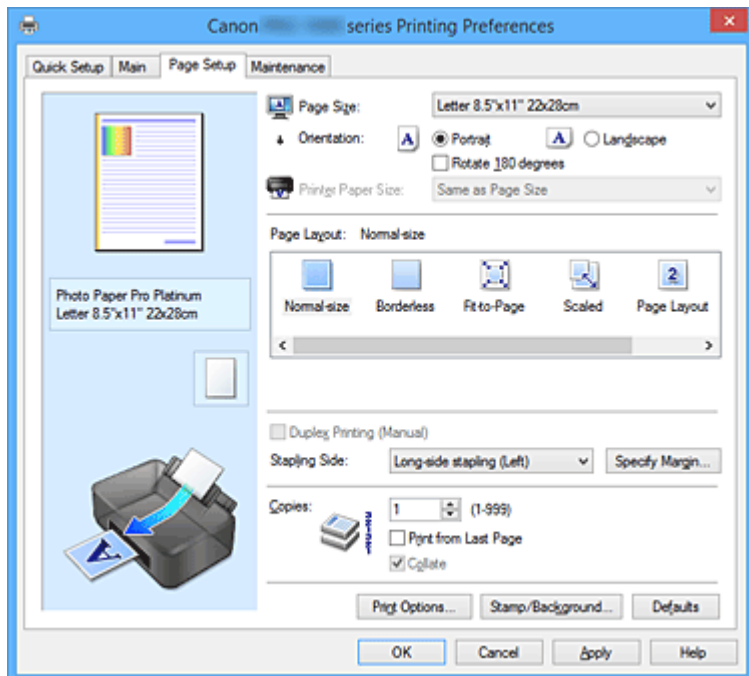 Canon series Printing Preferences
Quick Setup Main Page Setup Maintenance
Page Size: Letter 8.5"x11" 22x28cm
Orientation: A Portrait A Landscape
Rotate 180 degrees
Printer Paper Size: Same as Page Size
Page Layout: Normal-size
2
Normal-size Borderless Fit-to-Page Scaled Page Layout
Photo Paper Pro Platinum
Letter 8.5"x11" 22x28cm
Duplex Printing (Manual)
Stapling Side: Long-side stapling (Left) Specify Margin...
Copies: 1 (1-999)
Print from Last Page
Collate
A
Print Options... Stamp/Background... Defaults
OK Cancel Apply Help